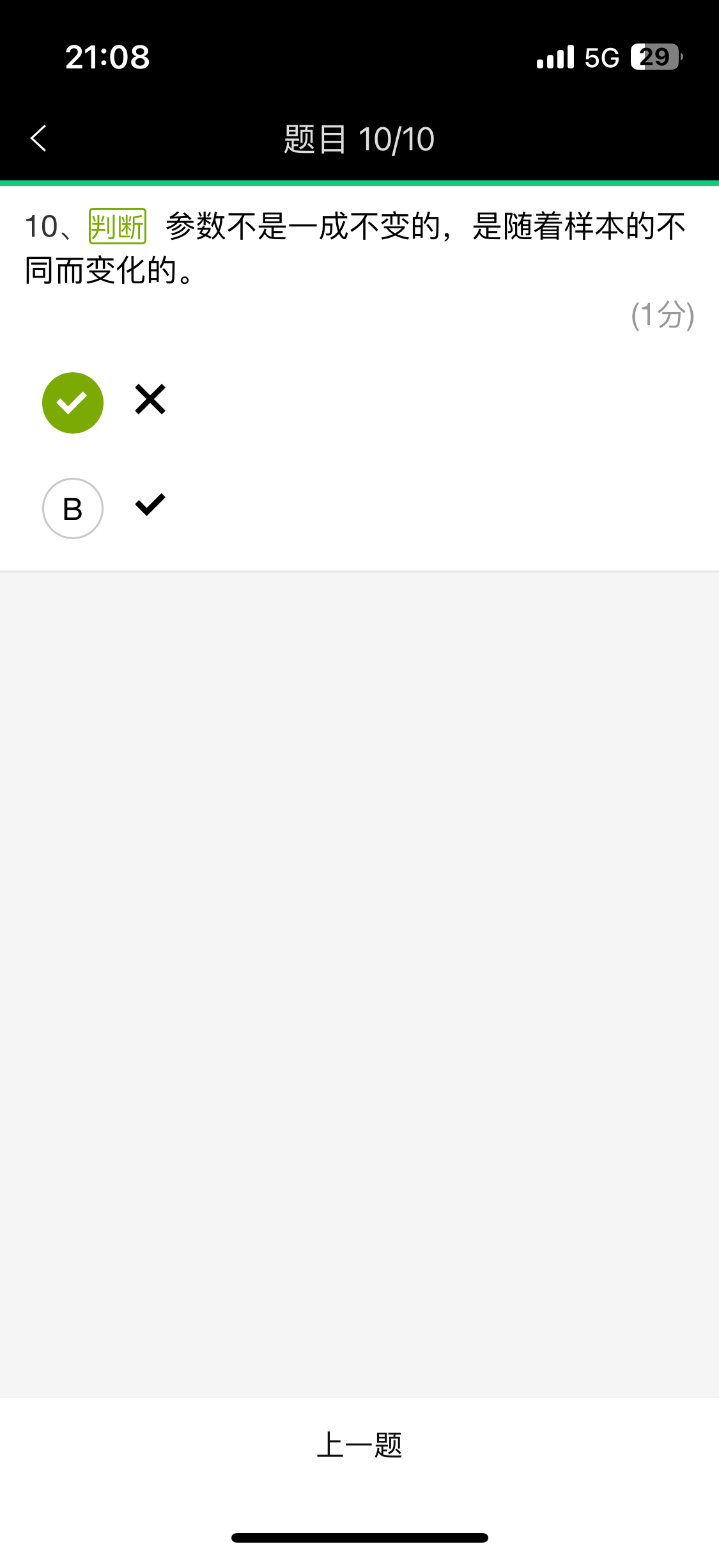 21:08
5G 29
题目 10/10
10、判断 参数不是一成不变的，是随着样本的不
同而变化的。
(1分)
B
上一题